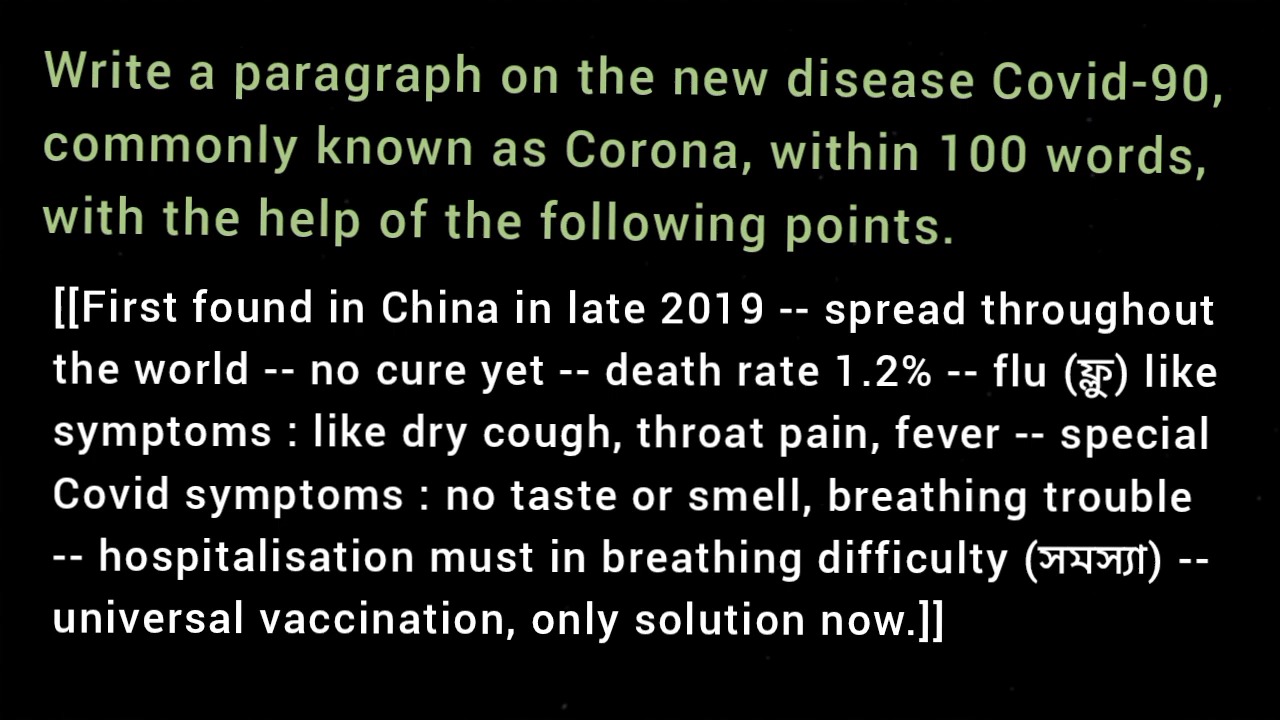 Write a paragraph on the new disease Covid-90,
commonly known as Corona, within 100 words,
with the help of the following points.
[[First found in China in late 2019 -- spread throughout
the world -- no cure yet -- death rate 1.2% -- flu (ফ্লু) like
symptoms : like dry cough, throat pain, fever -- special
Covid symptoms : no taste or smell, breathing trouble
-- hospitalisation must in breathing difficulty (সমস্যা) --
universal vaccination, only solution now.]]